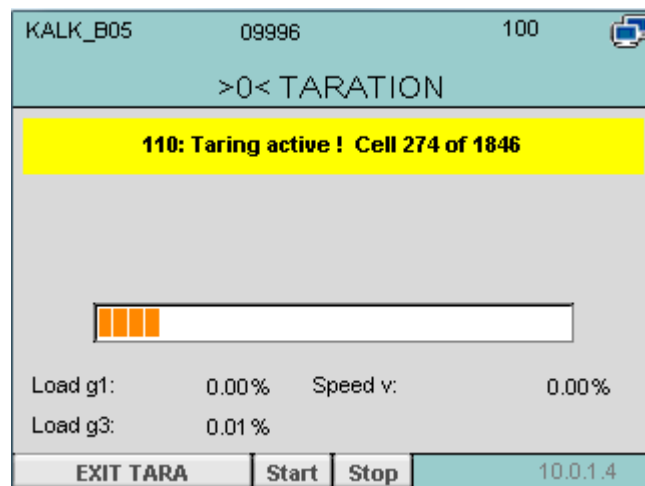 KALK_B05 09996 100
>0< TARATION
110: Taring active ! Cell 274 of 1846
Load g1: 0.00% Speed v: 0.00%
Load g3: 0.01%
EXIT TARA Start Stop 10.0.1.4